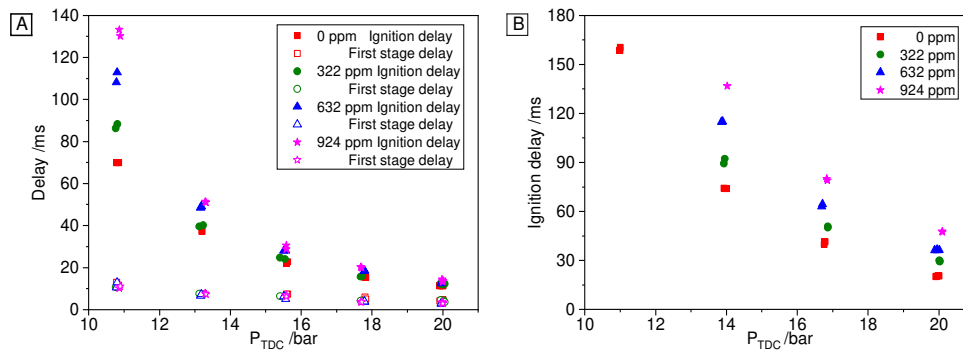 A
140
120
100
80
60
40
20
0
Delay /ms
10 12 14 16 18 20
P_TDC /bar
0 ppm Ignition delay
First stage delay
322 ppm Ignition delay
First stage delay
632 ppm Ignition delay
First stage delay
924 ppm Ignition delay
First stage delay
B
180
150
120
90
60
30
0
Ignition delay /ms
10 12 14 16 18 20
P_TDC /bar
0 ppm
322 ppm
632 ppm
924 ppm